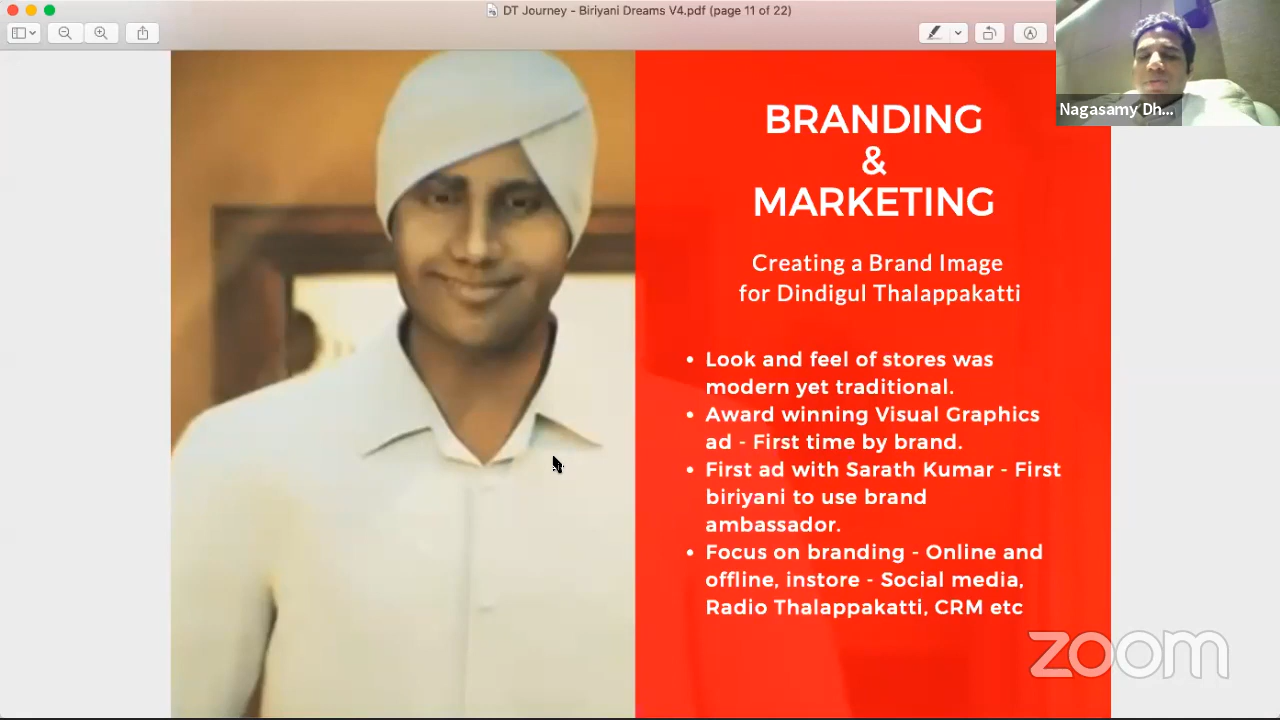 DT Journey - Biriyani Dreams V4.pdf (page 11 of 22)
Nagasamy Dh...
BRANDING
&
MARKETING
Creating a Brand Image
for Dindigul Thalappakatti
• Look and feel of stores was
modern yet traditional.
• Award winning Visual Graphics
ad - First time by brand.
• First ad with Sarath Kumar - First
biriyani to use brand
ambassador.
• Focus on branding - Online and
offline, instore - Social media,
Radio Thalappakatti, CRM etc
zoom